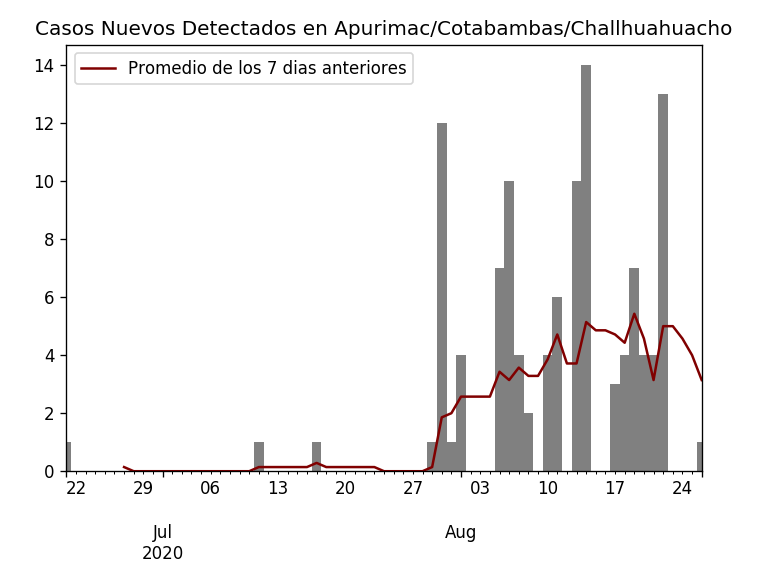 Casos Nuevos Detectados en Apurimac/Cotabambas/Challhuahuacho
Promedio de los 7 dias anteriores
14
12
10
8
6
4
2
0
22 29 06 13 20 27 03 10 17 24
Jul Aug
2020